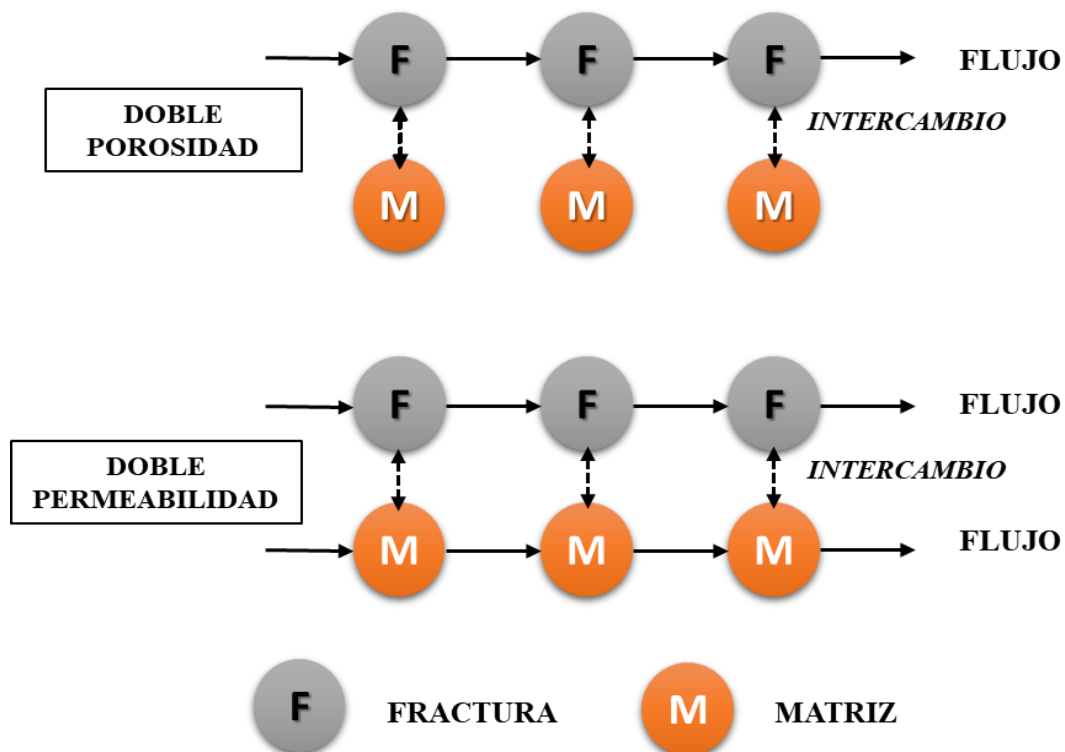 F F F FLUJO
DOBLE
POROSIDAD
INTERCAMBIO
M M M
F F F FLUJO
DOBLE
PERMEABILIDAD
INTERCAMBIO
M M M FLUJO
F FRACTURA M MATRIZ